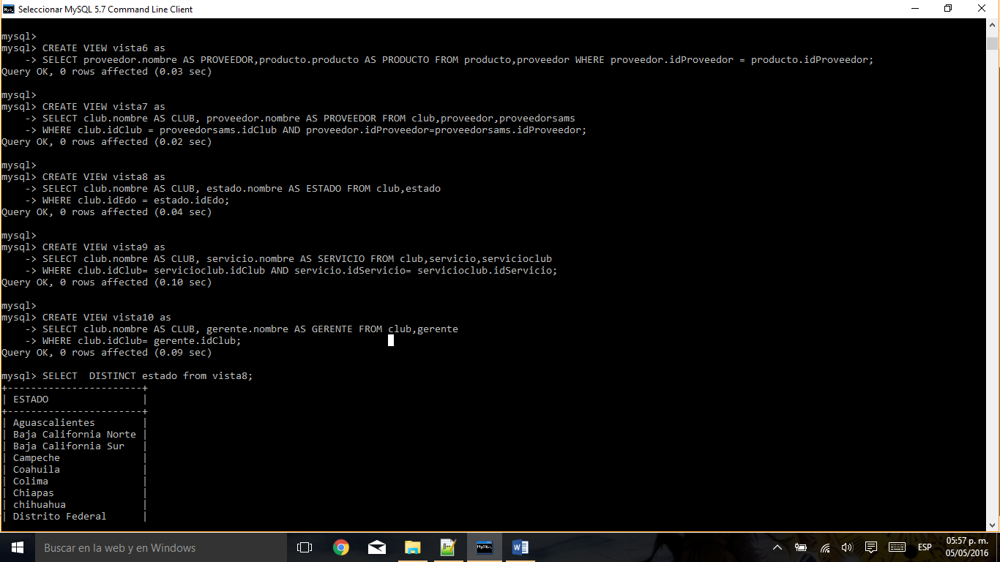 Seleccionar MySQL 5.7 Command Line Client
mysql>
mysql> CREATE VIEW vista6 as
    -> SELECT proveedor.nombre AS PROVEEDOR,producto.producto AS PRODUCTO FROM producto,proveedor WHERE proveedor.idProveedor = producto.idProveedor;
Query OK, 0 rows affected (0.03 sec)
mysql>
mysql> CREATE VIEW vista7 as
    -> SELECT club.nombre AS CLUB, proveedor.nombre AS PROVEEDOR FROM club,proveedor,proveedorsams
    -> WHERE club.idClub = proveedorsams.idClub AND proveedor.idProveedor=proveedorsams.idProveedor;
Query OK, 0 rows affected (0.02 sec)
mysql>
mysql> CREATE VIEW vista8 as
    -> SELECT club.nombre AS CLUB, estado.nombre AS ESTADO FROM club,estado
    -> WHERE club.idEdo = estado.idEdo;
Query OK, 0 rows affected (0.04 sec)
mysql>
mysql> CREATE VIEW vista9 as
    -> SELECT club.nombre AS CLUB, servicio.nombre AS SERVICIO FROM club,servicio,servicioclub
    -> WHERE club.idClub= servicioclub.idClub AND servicio.idServicio= servicioclub.idServicio;
Query OK, 0 rows affected (0.10 sec)
mysql>
mysql> CREATE VIEW vista10 as
    -> SELECT club.nombre AS CLUB, gerente.nombre AS GERENTE FROM club,gerente
    -> WHERE club.idClub= gerente.idClub;
Query OK, 0 rows affected (0.09 sec)
mysql> SELECT  DISTINCT estado from vista8;
+-----------------------+
| ESTADO                |
+-----------------------+
| Aguascalientes        |
| Baja California Norte |
| Baja California Sur   |
| Campeche              |
| Coahuila              |
| Colima                |
| Chiapas               |
| chihuahua             |
| Distrito Federal      |
Buscar en la web y en Windows
MySQL
ESP
05:57 p. m.
05/05/2016